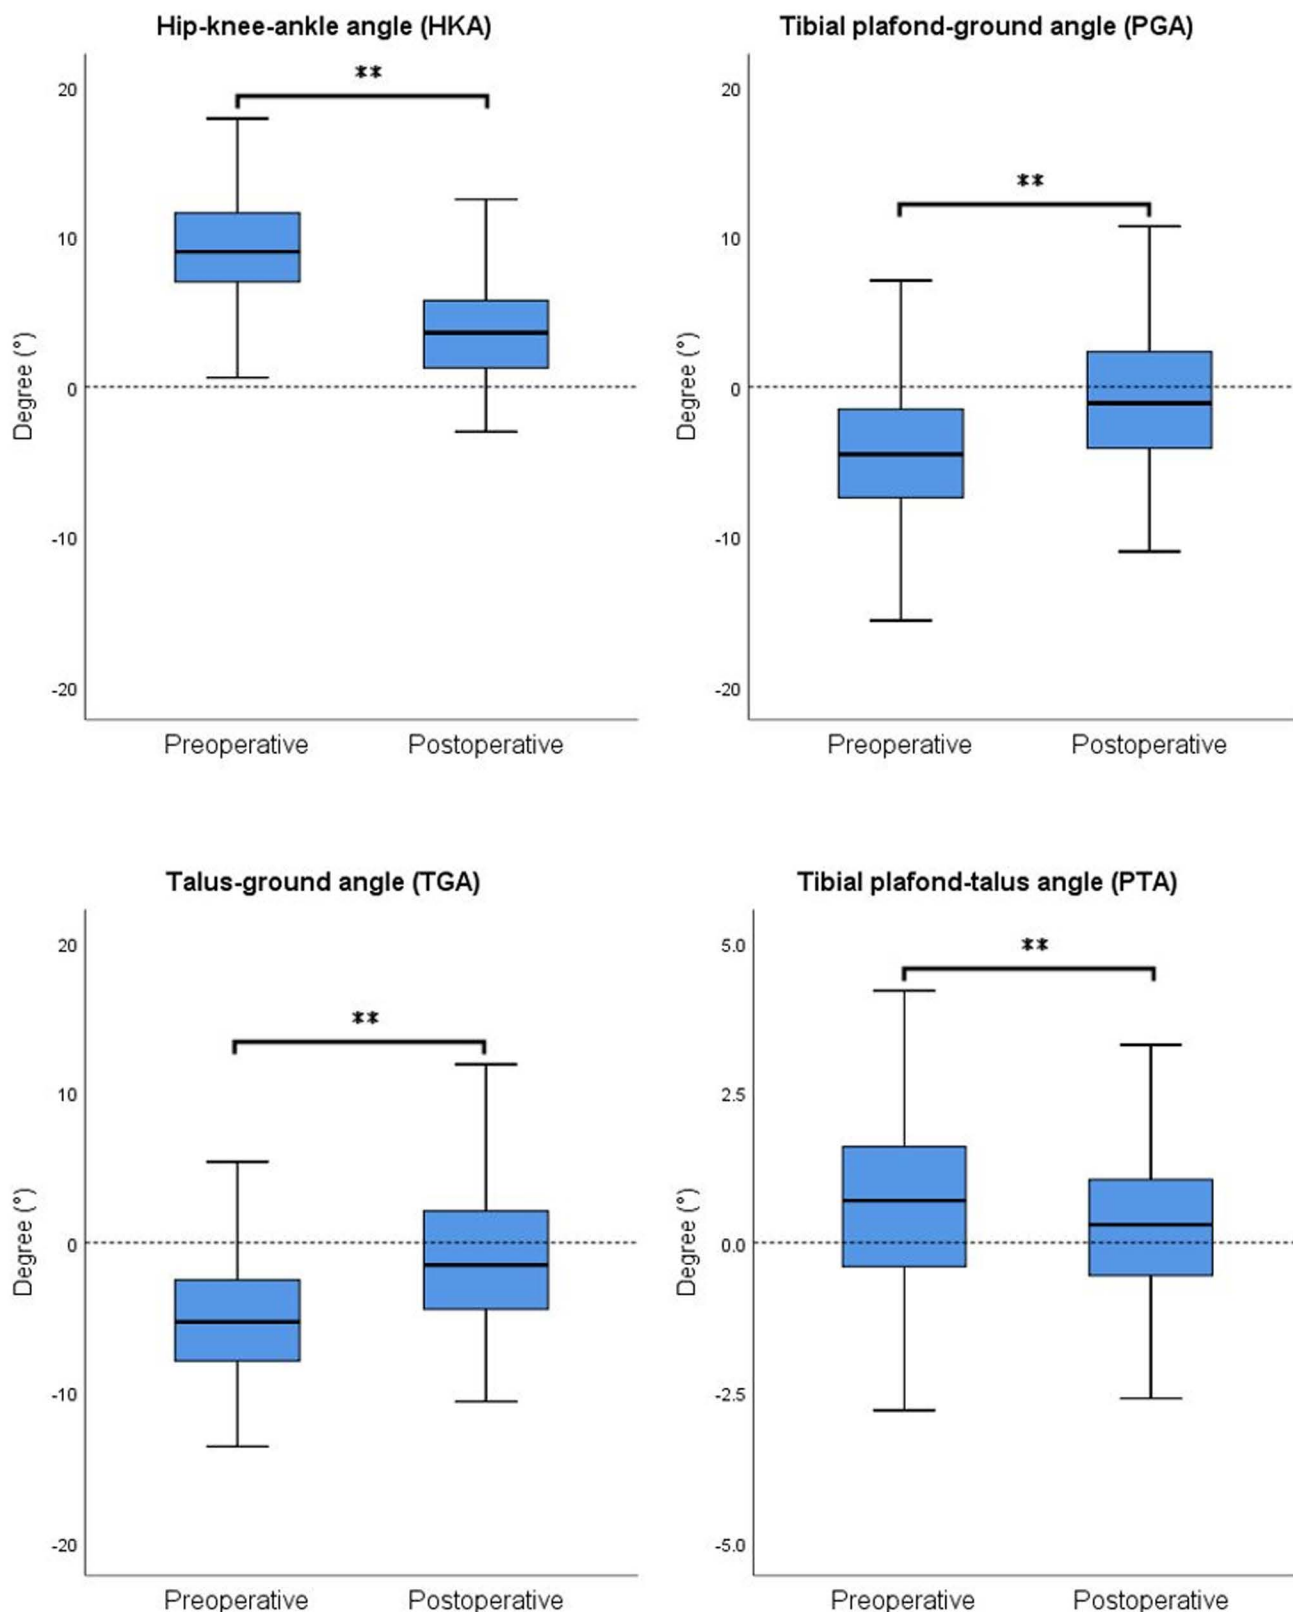 Hip-knee-ankle angle (HKA)
**
20
10
0
-10
-20
Degree (°)
Preoperative Postoperative
Tibial plafond-ground angle (PGA)
20
**
10
0
-10
-20
Degree (°)
Preoperative Postoperative
Talus-ground angle (TGA)
20
**
10
0
-10
-20
Degree (°)
Preoperative Postoperative
Tibial plafond-talus angle (PTA)
5.0
**
2.5
0.0
-2.5
-5.0
Degree (°)
Preoperative Postoperative